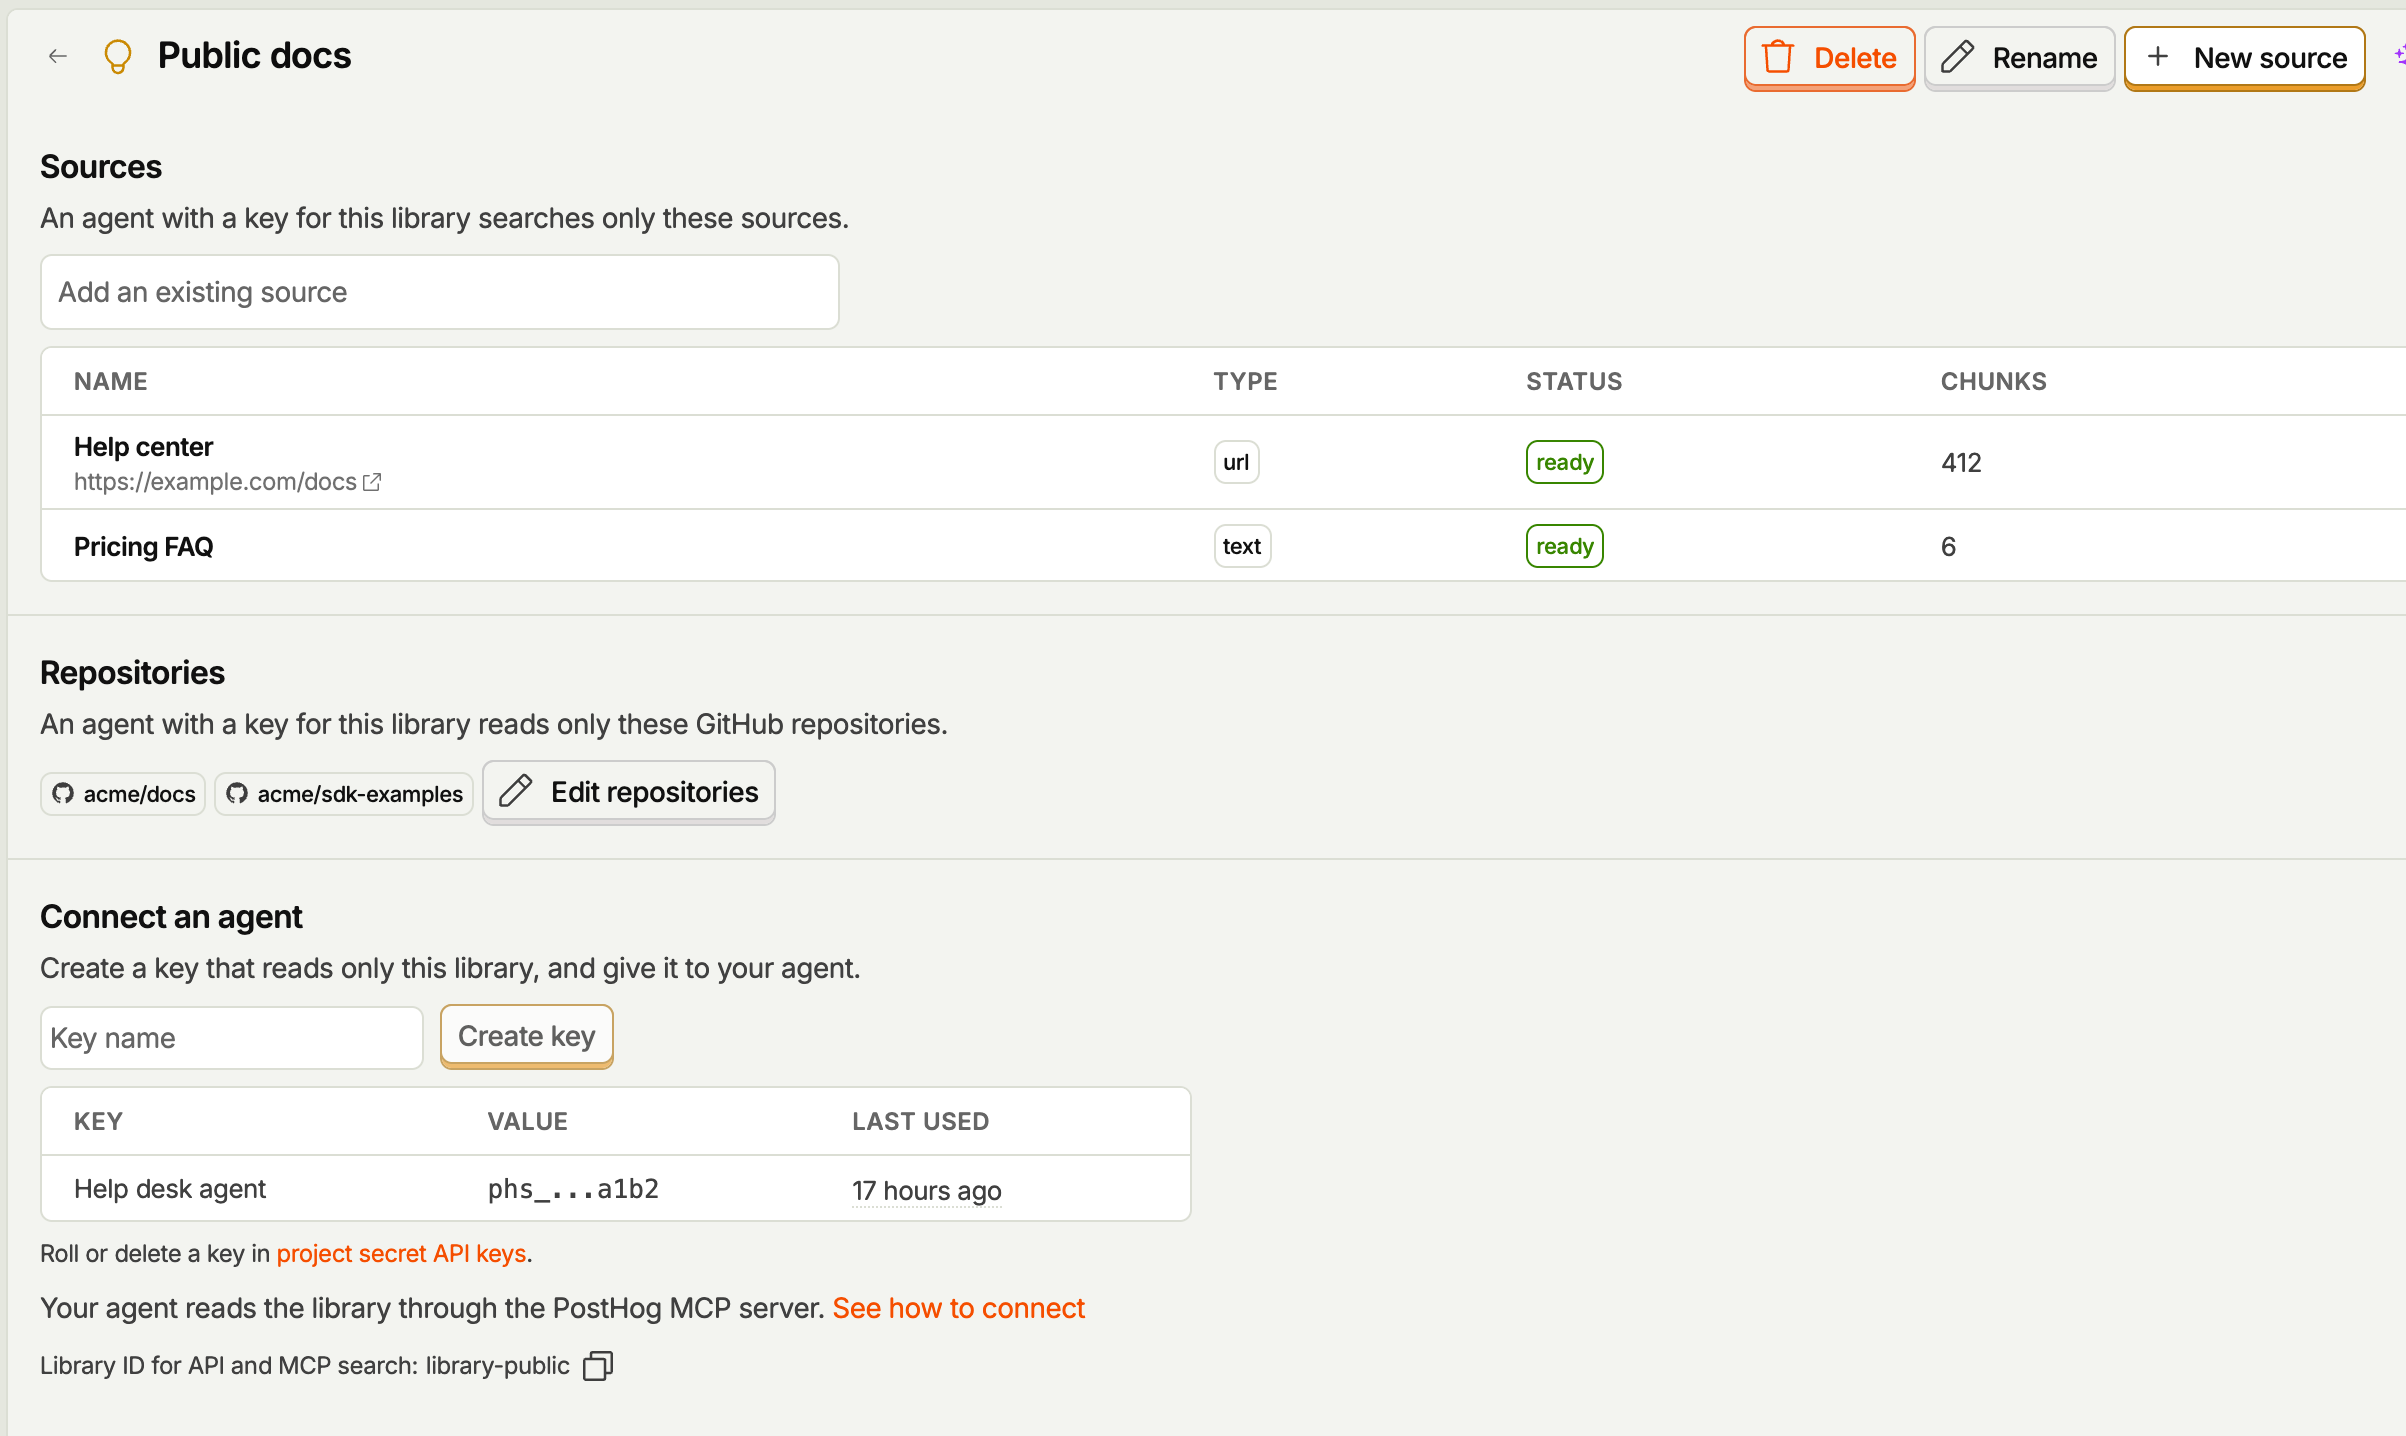 Public docs
Delete
Rename
New source
Sources
An agent with a key for this library searches only these sources.
Add an existing source
NAME TYPE STATUS CHUNKS
Help center
https://example.com/docs
url ready 412
Pricing FAQ text ready 6
Repositories
An agent with a key for this library reads only these GitHub repositories.
acme/docs acme/sdk-examples Edit repositories
Connect an agent
Create a key that reads only this library, and give it to your agent.
Key name Create key
KEY VALUE LAST USED
Help desk agent phs_...a1b2 17 hours ago
Roll or delete a key in project secret API keys.
Your agent reads the library through the PostHog MCP server. See how to connect
Library ID for API and MCP search: library-public